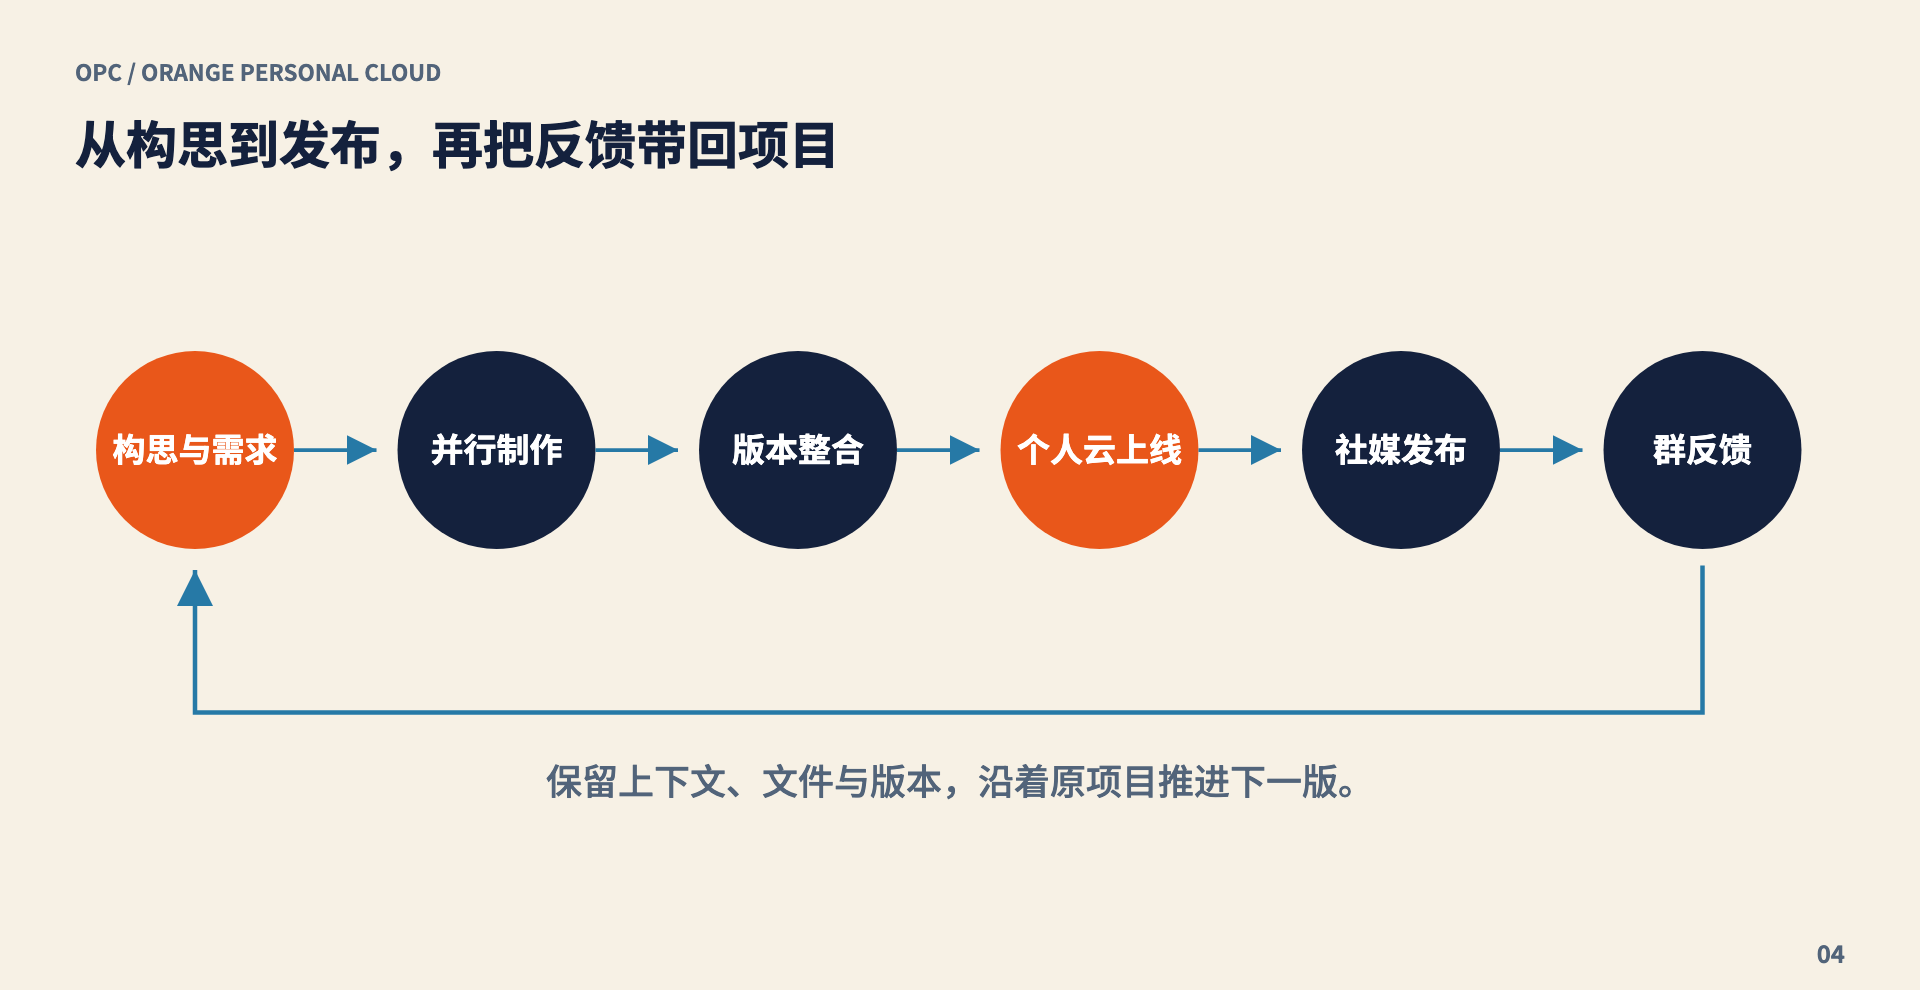 OPC / ORANGE PERSONAL CLOUD
从构思到发布，再把反馈带回项目
构思与需求
并行制作
版本整合
个人云上线
社媒发布
群反馈
保留上下文、文件与版本，沿着原项目推进下一版。
04